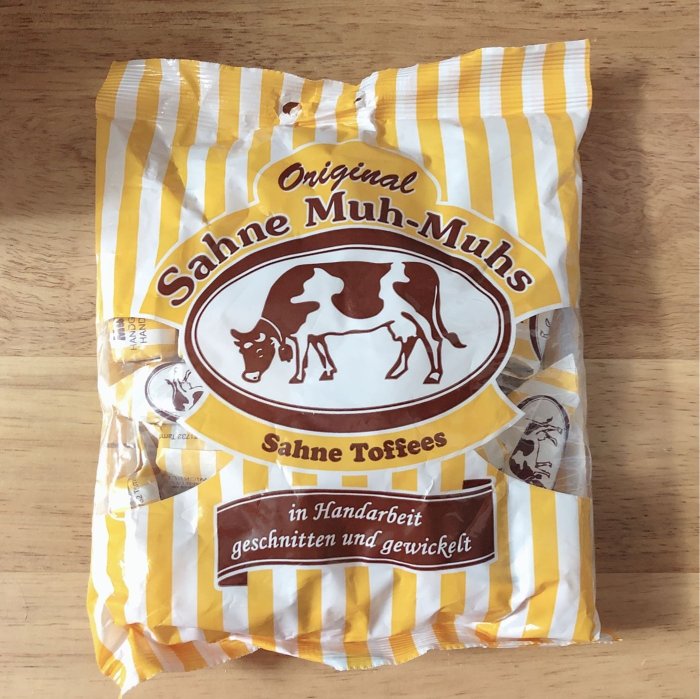 Original
Sahne Muh-Muhs
Sahne Toffees
in Handarbeit
geschnitten und gewickelt